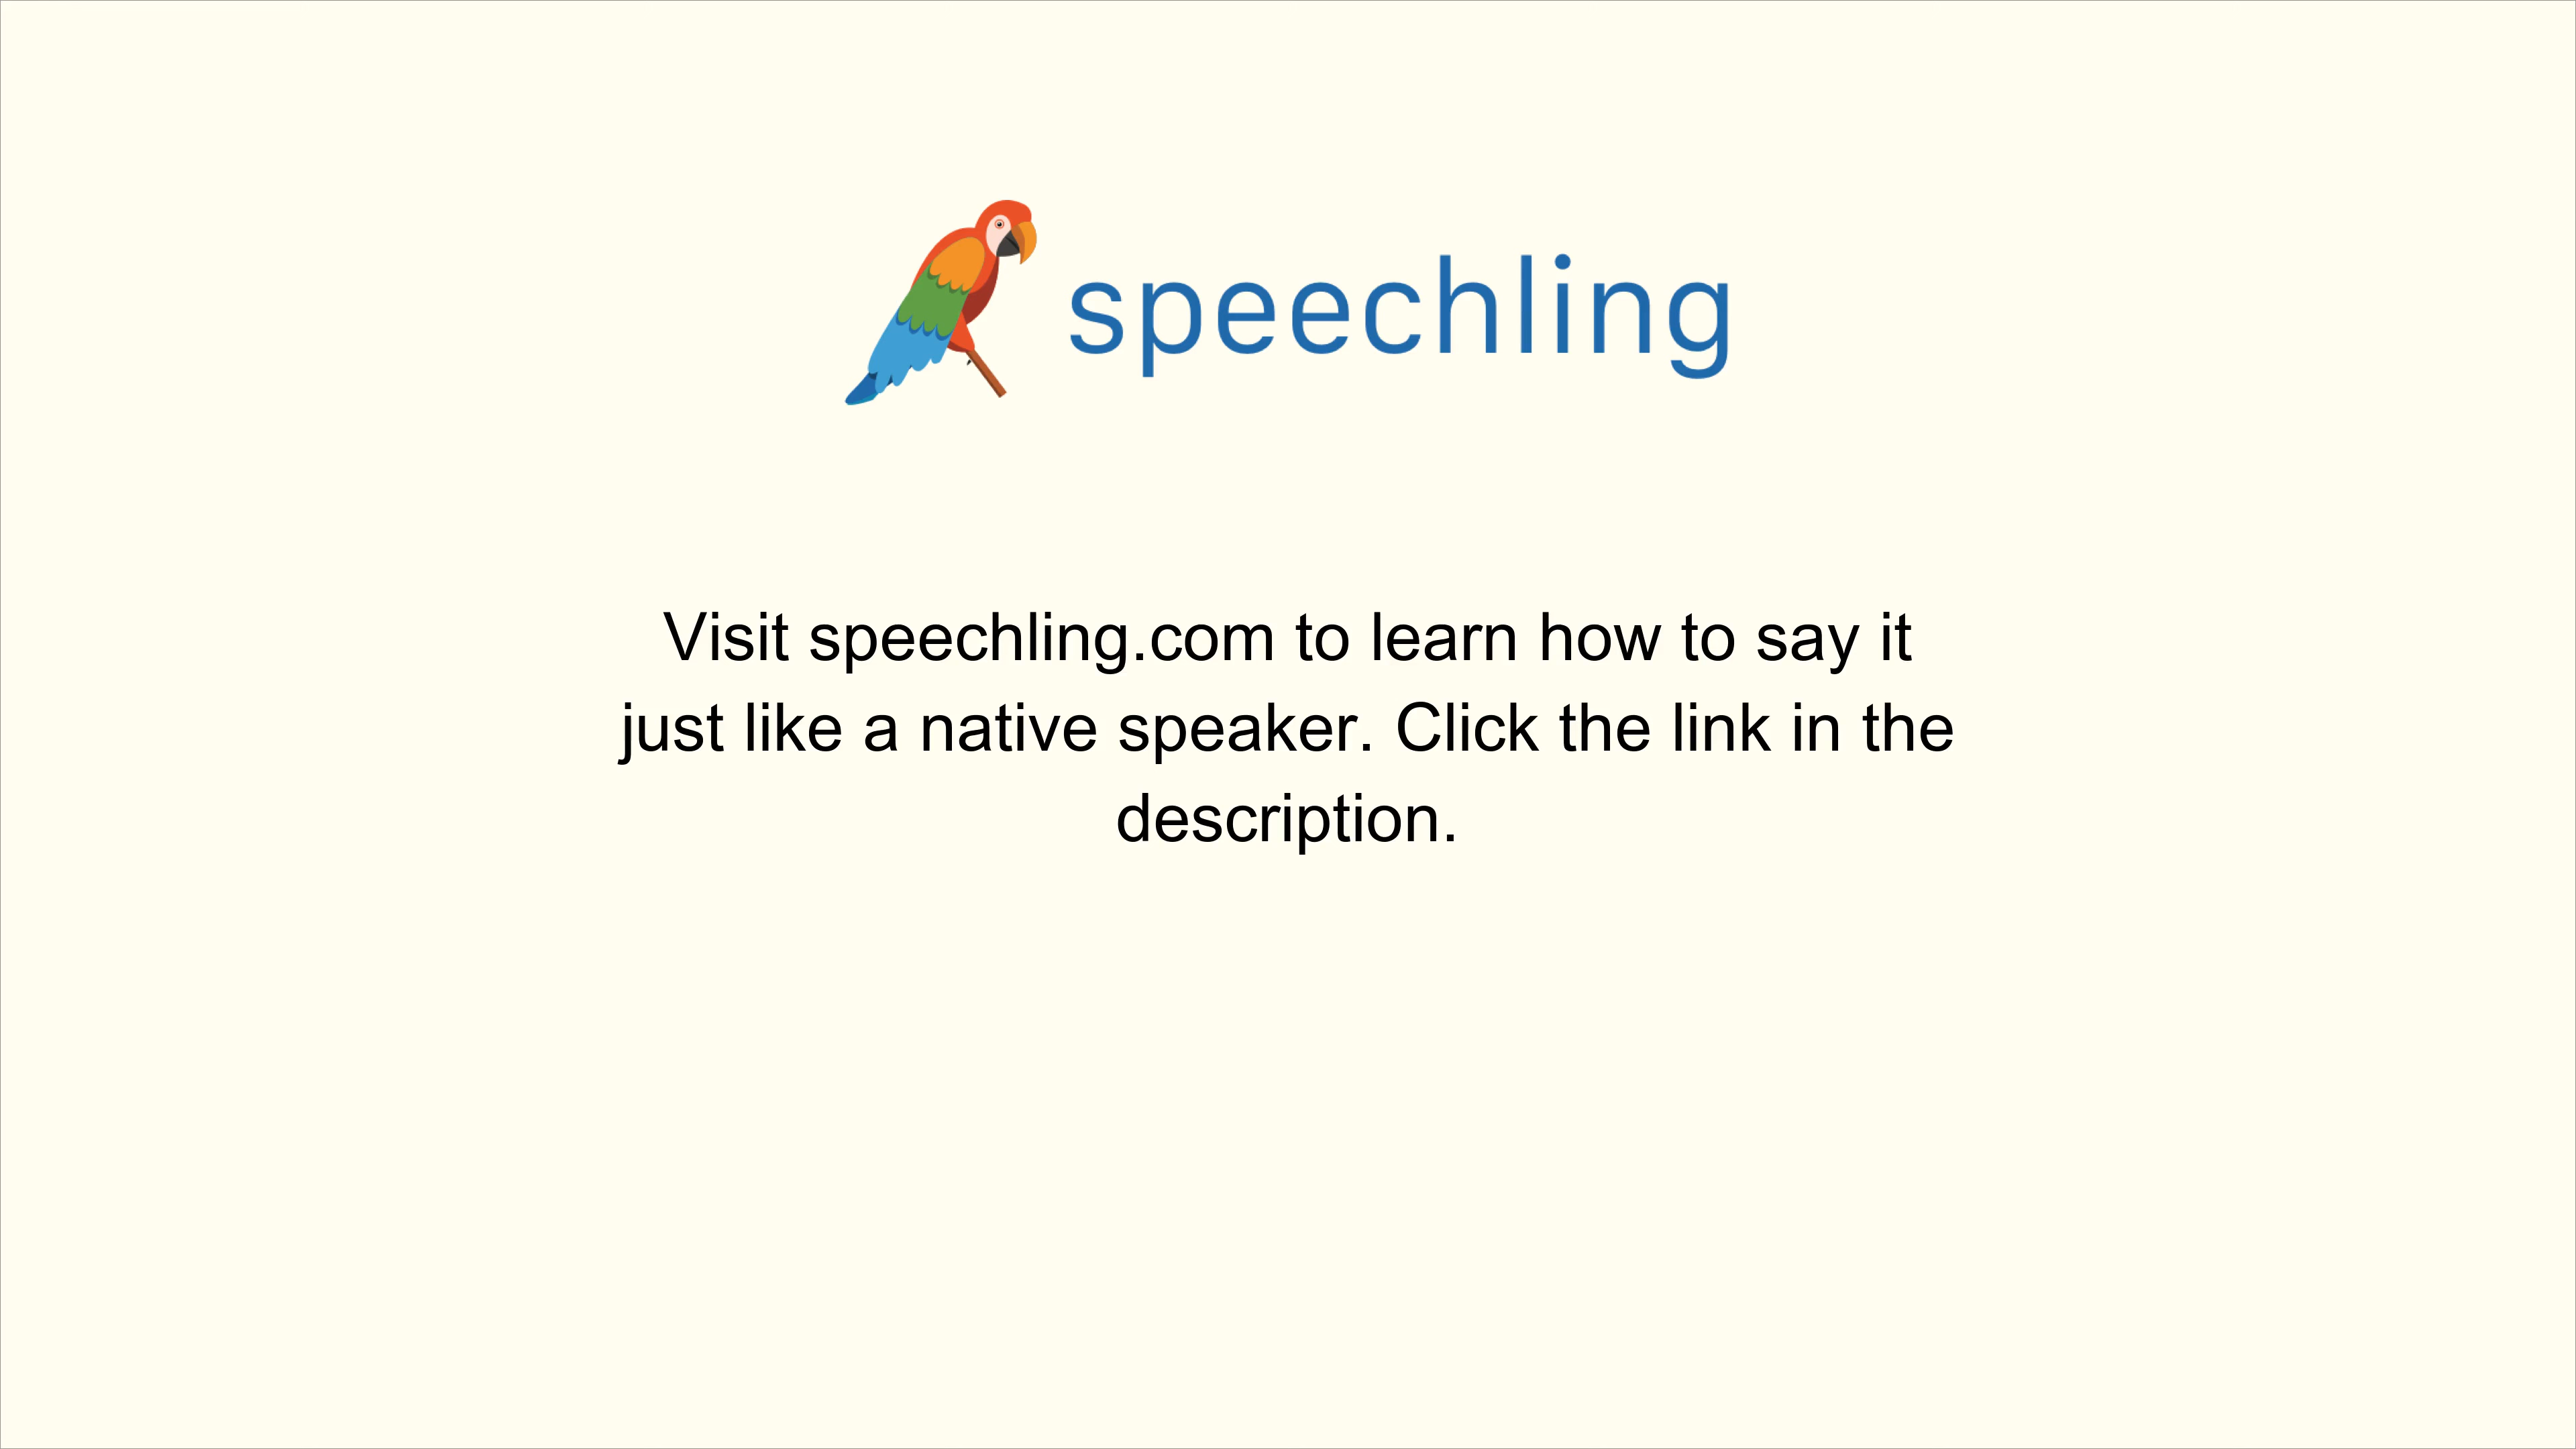 speechling
Visit speechling.com to learn how to say it
just like a native speaker. Click the link in the
description.